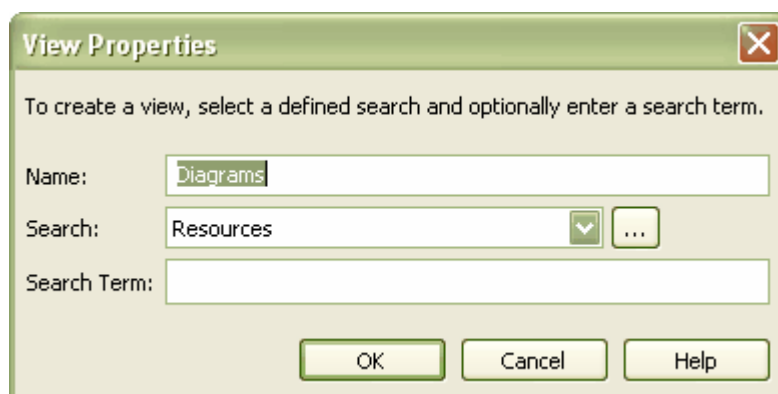 View Properties
To create a view, select a defined search and optionally enter a search term.
Name: Diagrams
Search: Resources ...
Search Term:
OK Cancel Help